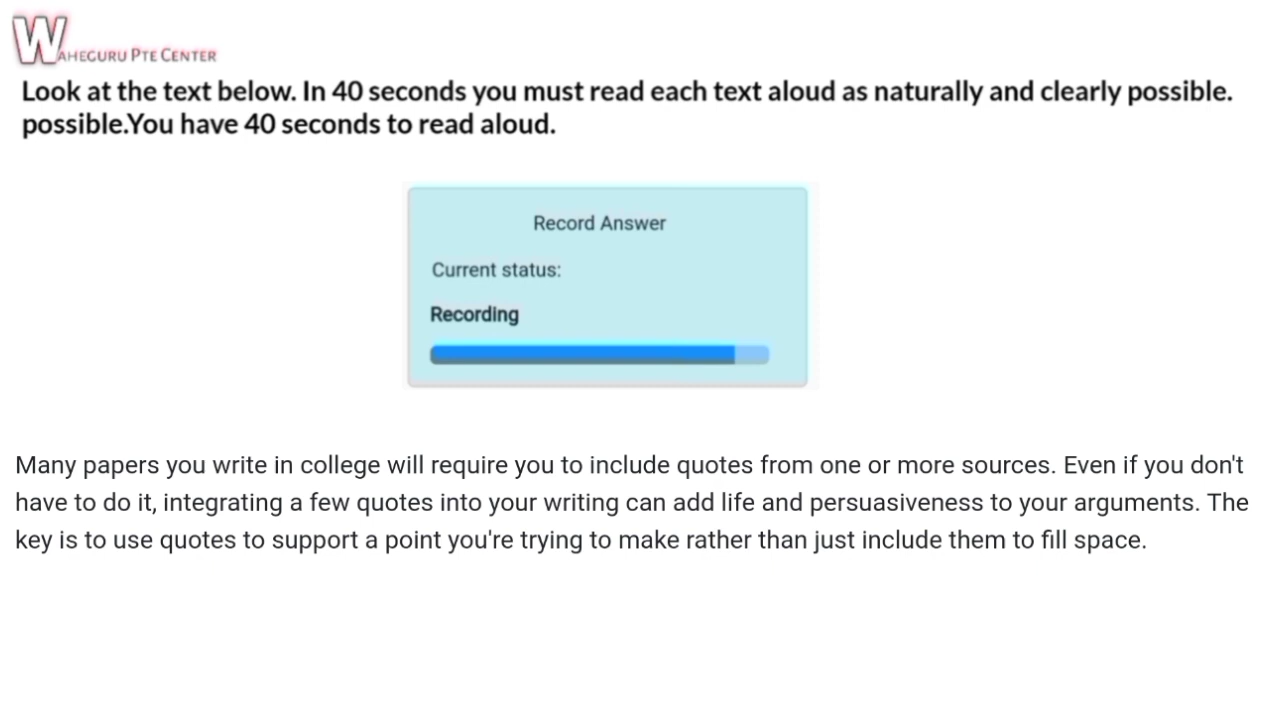 WAHEGURU PTE CENTER
Look at the text below. In 40 seconds you must read each text aloud as naturally and clearly possible.
possible.You have 40 seconds to read aloud.
Record Answer
Current status:
Recording
Many papers you write in college will require you to include quotes from one or more sources. Even if you don't
have to do it, integrating a few quotes into your writing can add life and persuasiveness to your arguments. The
key is to use quotes to support a point you're trying to make rather than just include them to fill space.